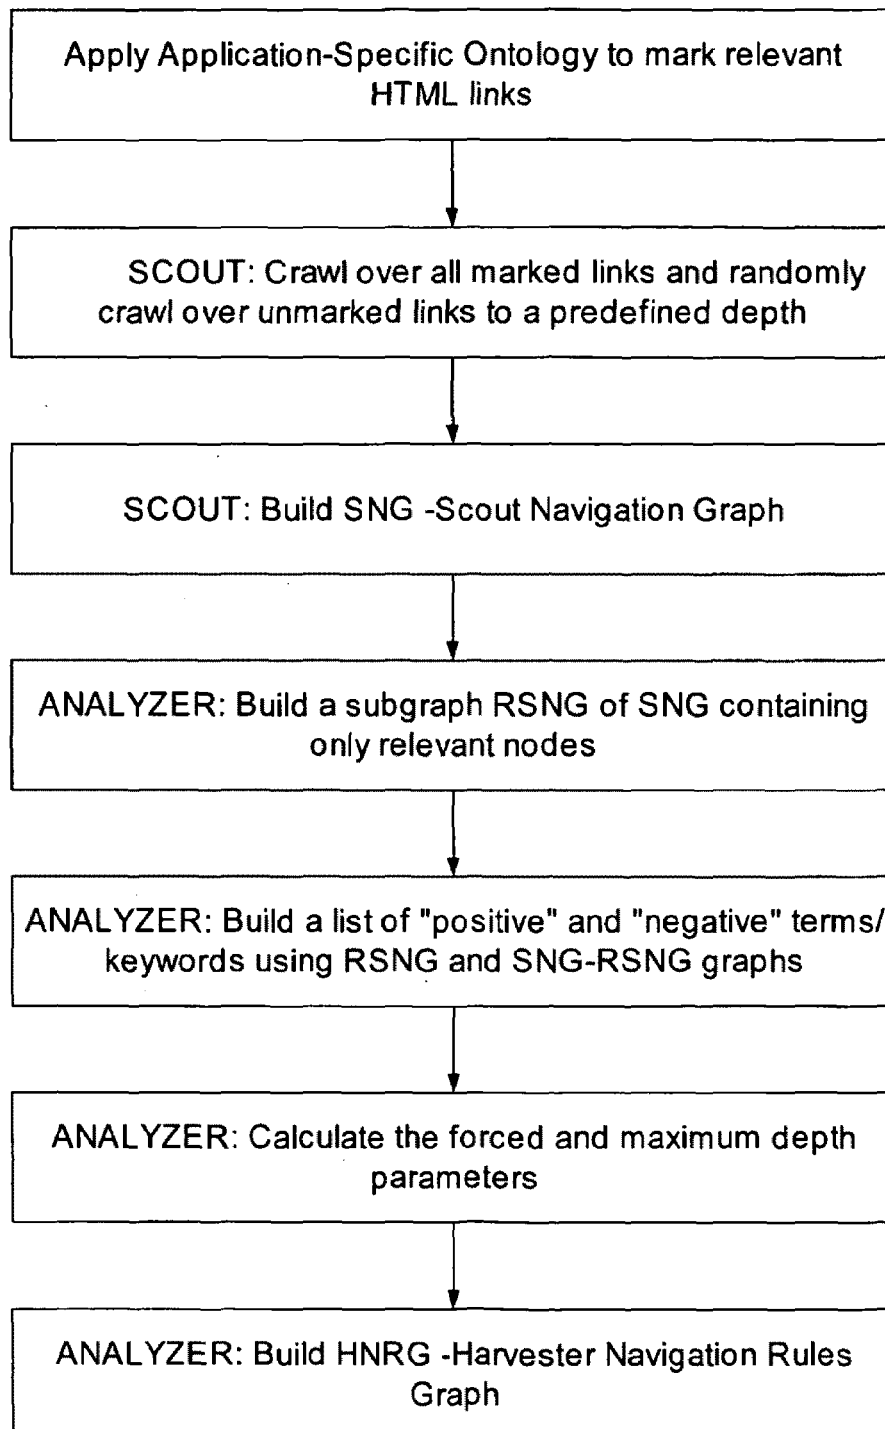 Apply Application-Specific Ontology to mark relevant
HTML links
SCOUT: Crawl over all marked links and randomly
crawl over unmarked links to a predefined depth
SCOUT: Build SNG -Scout Navigation Graph
ANALYZER: Build a subgraph RSNG of SNG containing
only relevant nodes
ANALYZER: Build a list of "positive" and "negative" terms/
keywords using RSNG and SNG-RSNG graphs
ANALYZER: Calculate the forced and maximum depth
parameters
ANALYZER: Build HNRG -Harvester Navigation Rules
Graph